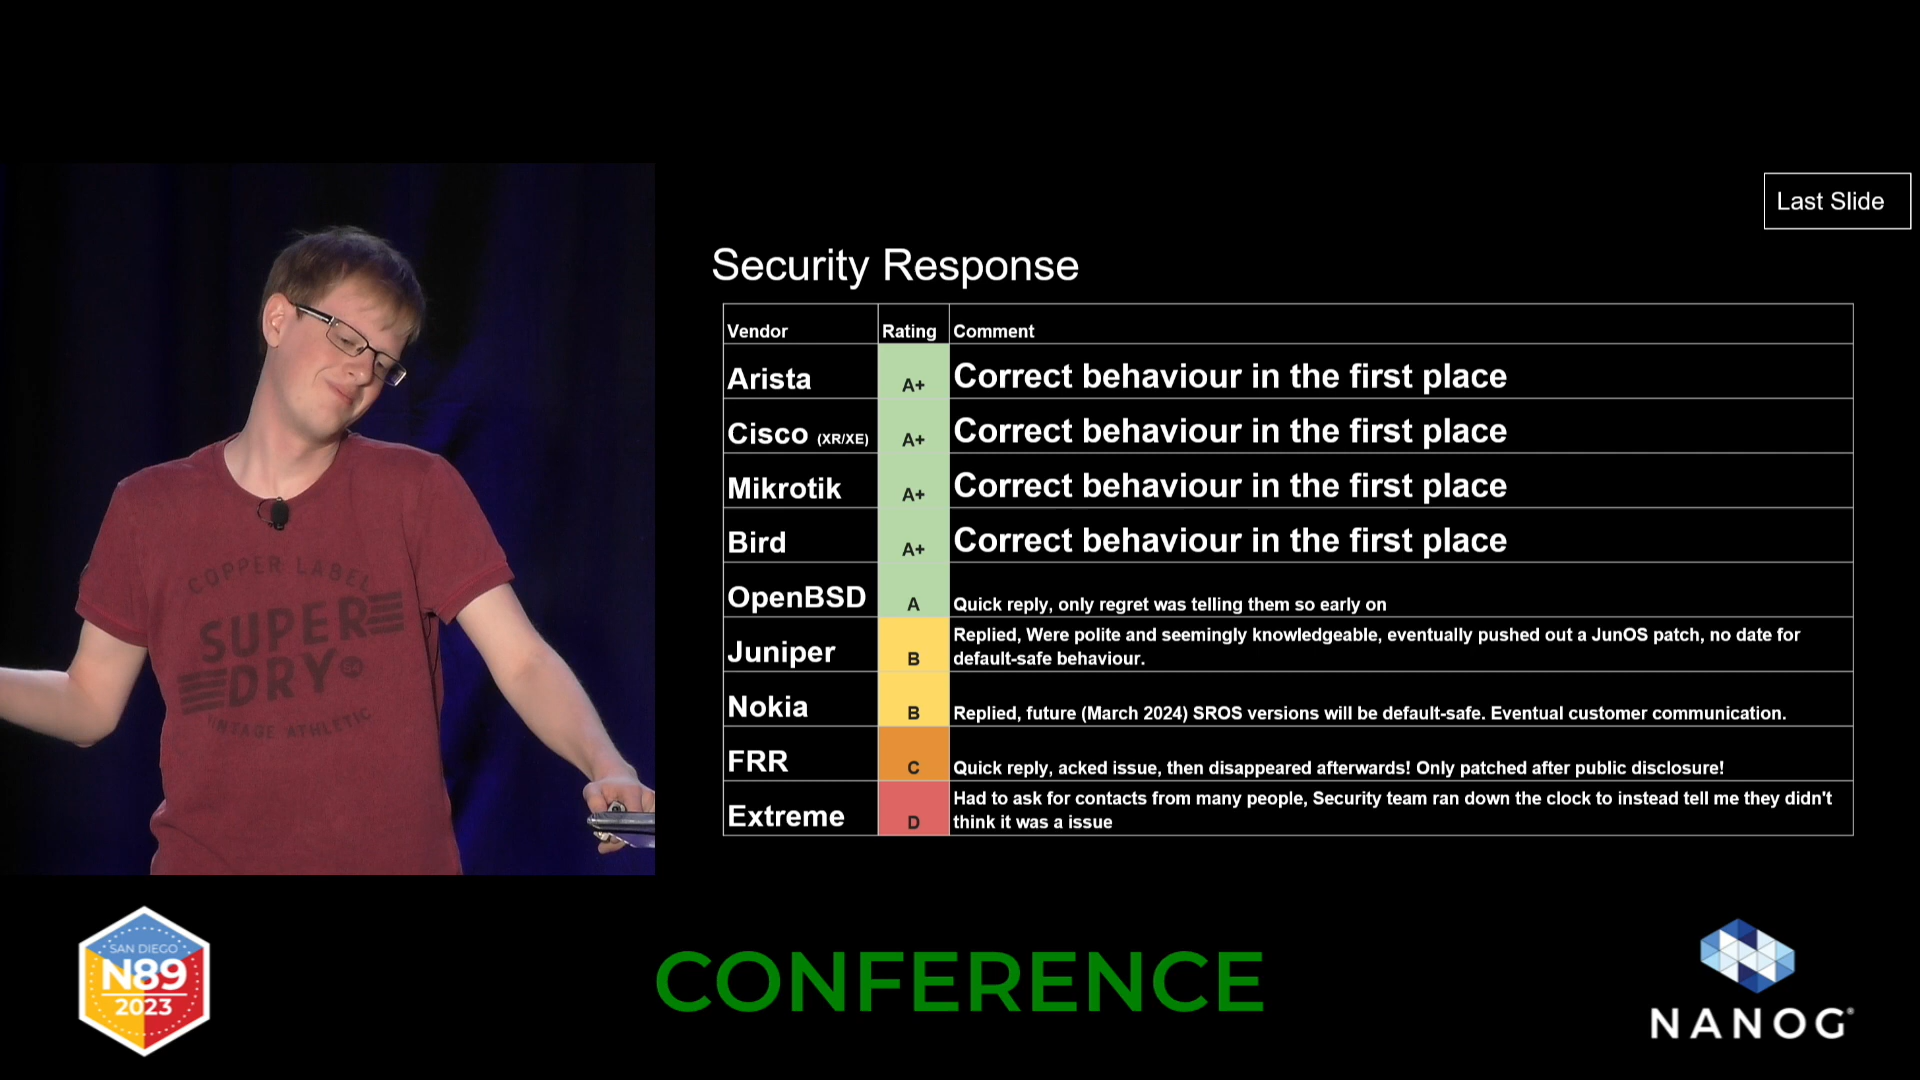 Last Slide
Security Response
Vendor Rating Comment
Arista A+ Correct behaviour in the first place
Cisco (XR/XE) A+ Correct behaviour in the first place
Mikrotik A+ Correct behaviour in the first place
Bird A+ Correct behaviour in the first place
OpenBSD A Quick reply, only regret was telling them so early on
Juniper B Replied, Were polite and seemingly knowledgeable, eventually pushed out a JunOS patch, no date for
default-safe behaviour.
Nokia B Replied, future (March 2024) SROS versions will be default-safe. Eventual customer communication.
FRR C Quick reply, acked issue, then disappeared afterwards! Only patched after public disclosure!
Extreme D Had to ask for contacts from many people, Security team ran down the clock to instead tell me they didn't
think it was a issue
COPPER LABEL
SUPER
DRY 54
VINTAGE ATHLETIC
SAN DIEGO
N89
2023
CONFERENCE
NANOG®